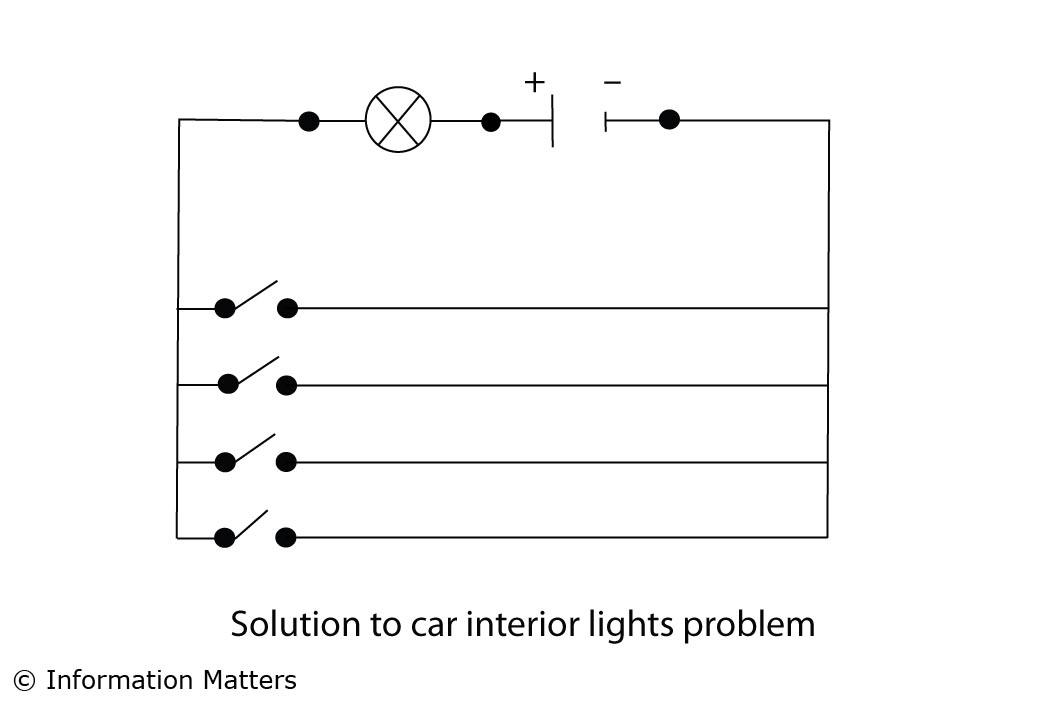 + −
Solution to car interior lights problem
© Information Matters